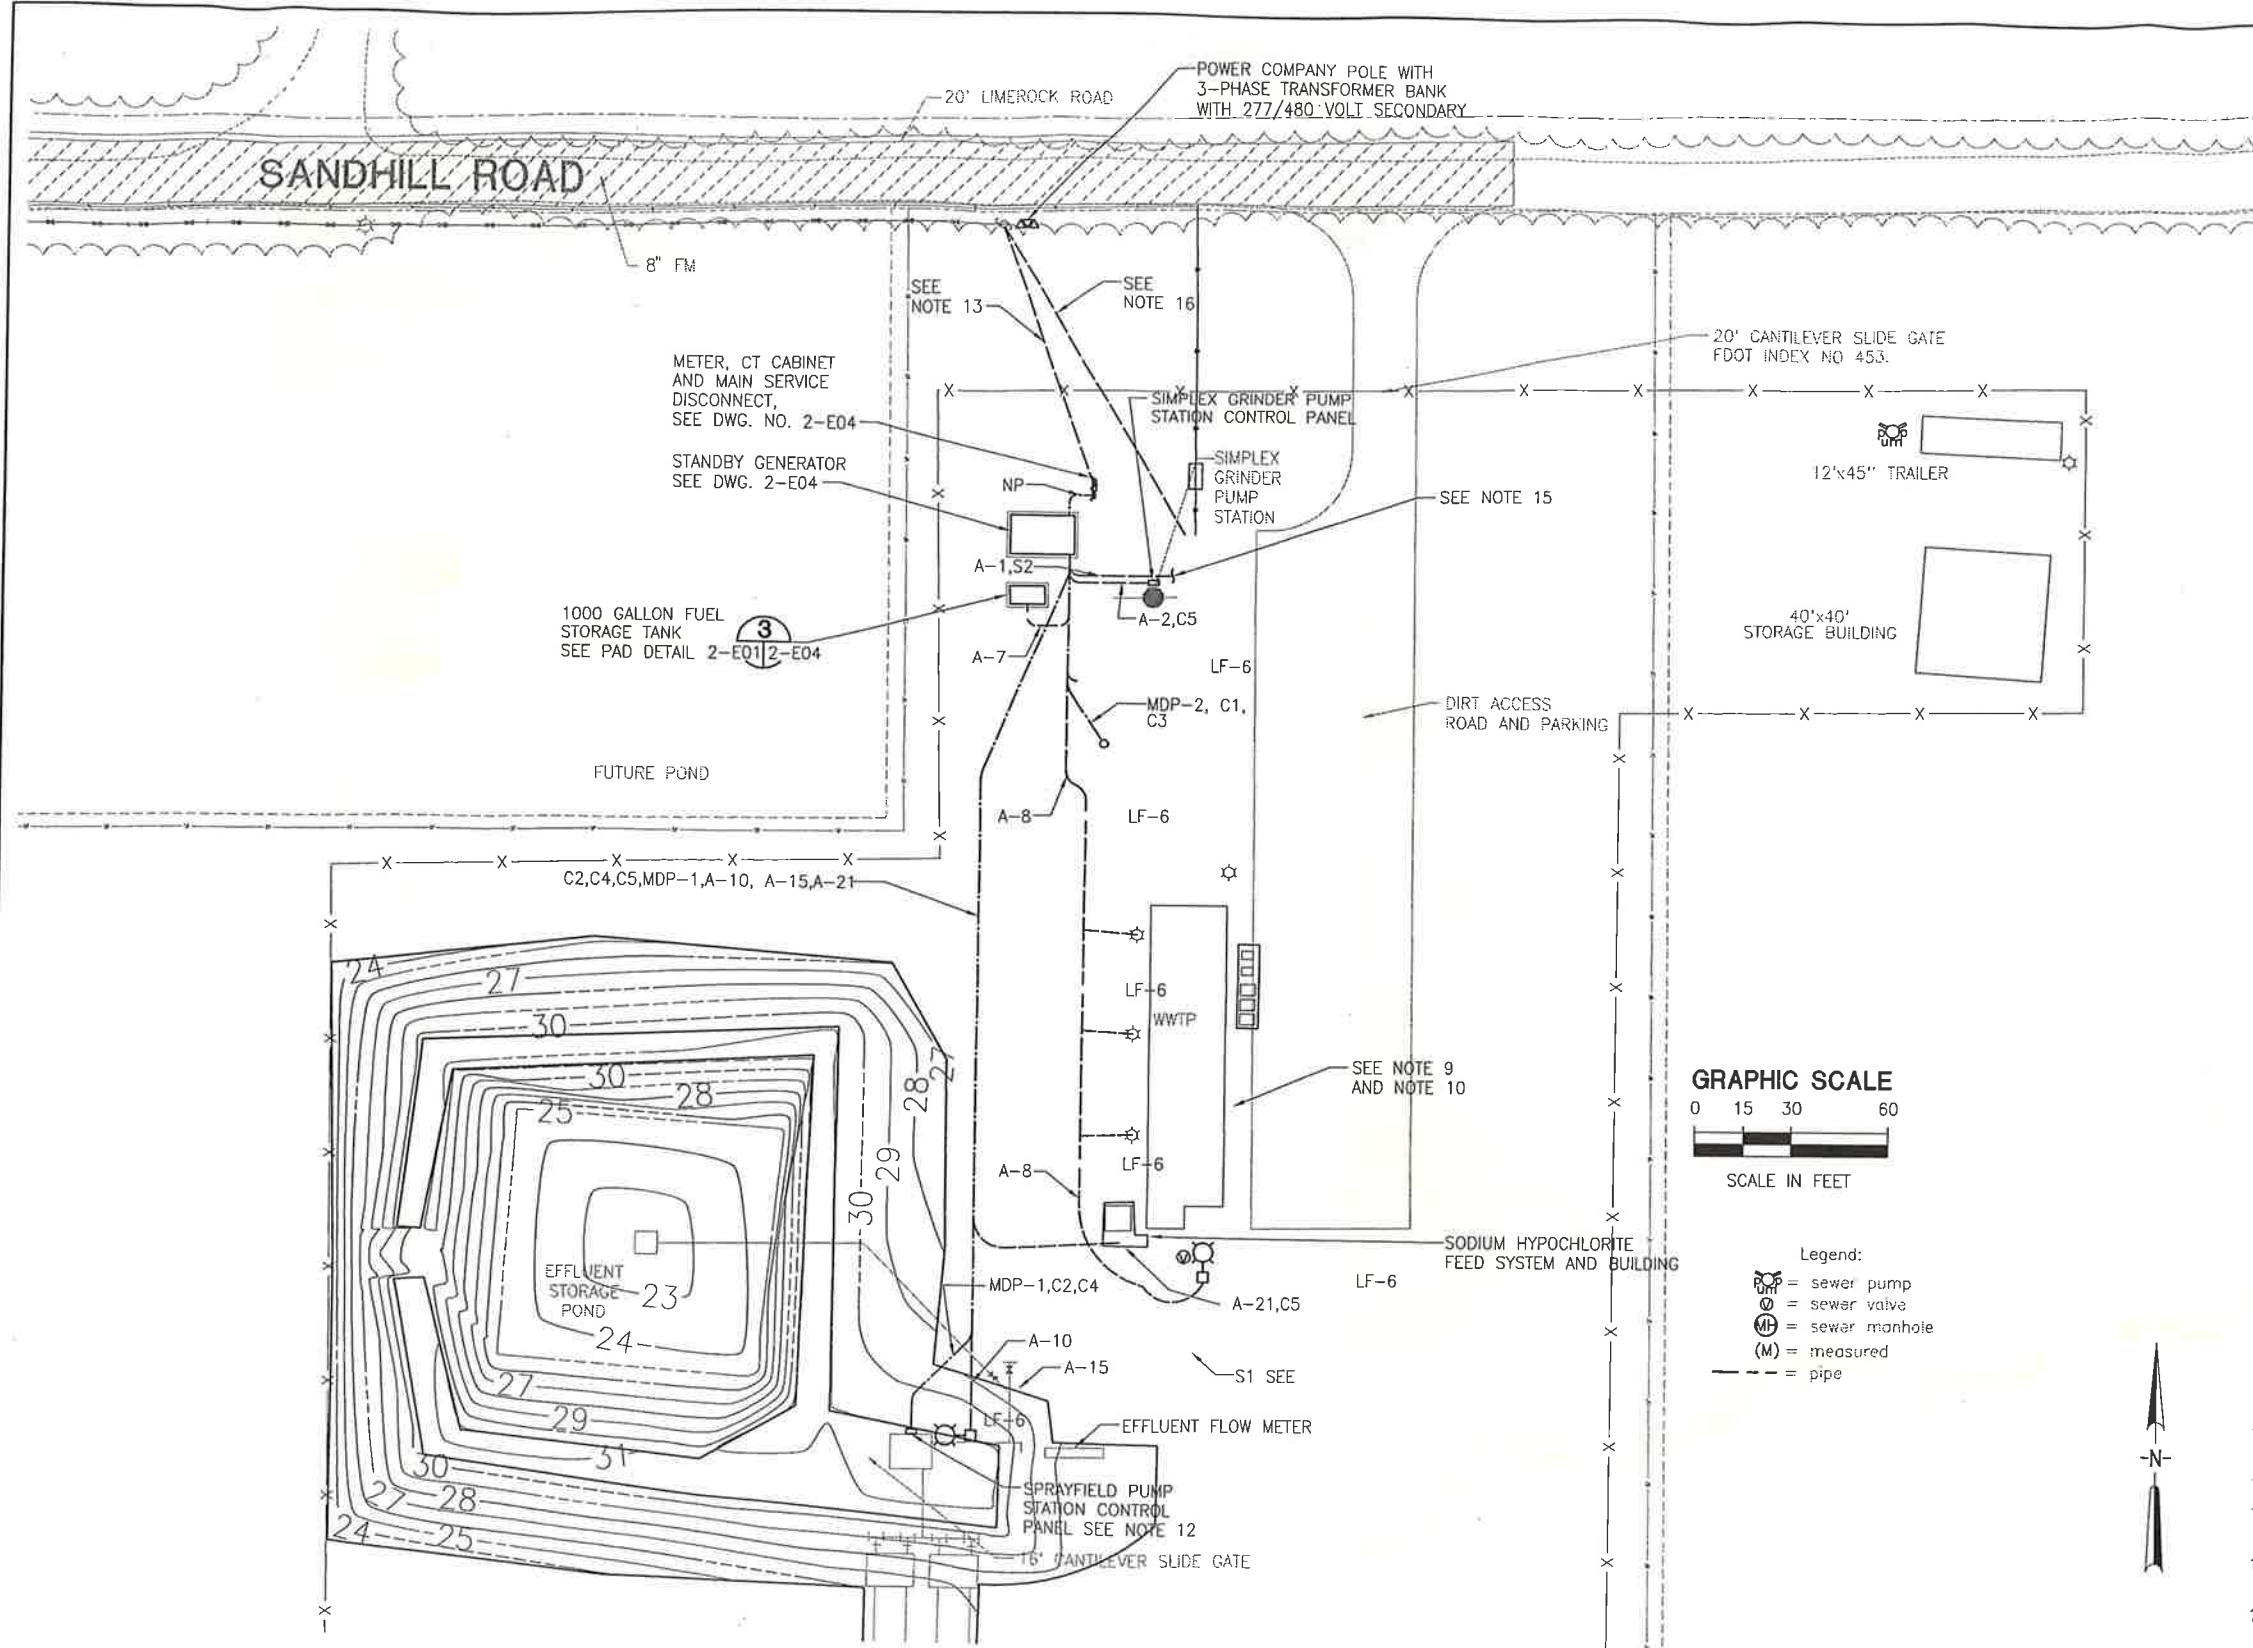 POWER COMPANY POLE WITH
3-PHASE TRANSFORMER BANK
WITH 277/480 VOLT SECONDARY
20' LIMEROCK ROAD
SANDHILL ROAD
8" FM
SEE
NOTE 13
SEE
NOTE 16
20' CANTILEVER SLIDE GATE
FDOT INDEX NO 453.
METER, CT CABINET
AND MAIN SERVICE
DISCONNECT,
SEE DWG. NO. 2-E04
SIMPLEX GRINDER PUMP
STATION CONTROL PANEL
STANDBY GENERATOR
SEE DWG. 2-E04
NP
SIMPLEX
GRINDER
PUMP
STATION
SEE NOTE 15
12'x45" TRAILER
A-1,S2
1000 GALLON FUEL
STORAGE TANK
SEE PAD DETAIL
3
2-E01 2-E04
A-2,C5
A-7
40'x40'
STORAGE BUILDING
LF-6
MDP-2, C1,
C3
DIRT ACCESS
ROAD AND PARKING
FUTURE POND
A-8
LF-6
C2,C4,C5,MDP-1,A-10, A-15,A-21
24
27
30
LF-6
WWTP
27
28
30
28
25
29
30
SEE NOTE 9
AND NOTE 10
GRAPHIC SCALE
0 15 30 60
SCALE IN FEET
A-8
LF-6
SODIUM HYPOCHLORITE
FEED SYSTEM AND BUILDING
LF-6
EFFLUENT
STORAGE
POND
23
24
27
29
31
30
28
27
25
24
MDP-1,C2,C4
A-21,C5
A-10
A-15
S1 SEE
LF-6
EFFLUENT FLOW METER
SPRAYFIELD PUMP
STATION CONTROL
PANEL SEE NOTE 12
16' CANTILEVER SLIDE GATE
Legend:
= sewer pump
V = sewer valve
MH = sewer manhole
(M) = measured
= pipe
-N-